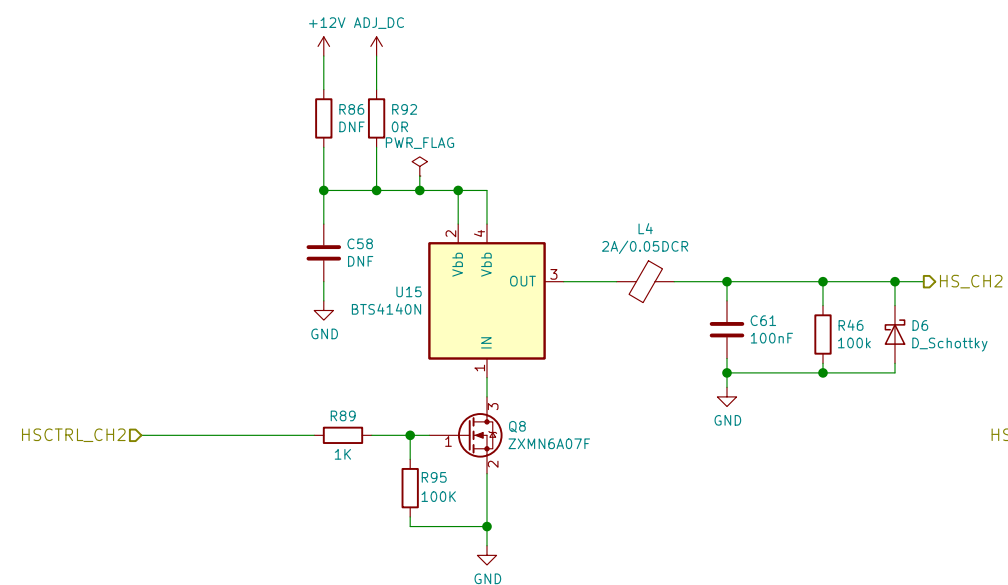 +12V ADJ_DC
R86
DNF
R92
0R
PWR_FLAG
C58
DNF
GND
2
4
Vbb
Vbb
OUT
3
U15
BTS4140N
IN
1
L4
2A/0.05DCR
HS_CH2
C61
100nF
R46
100k
D6
D_Schottky
GND
HSCTRL_CH2
R89
1K
1
3
2
Q8
ZXMN6A07F
R95
100K
GND
HS